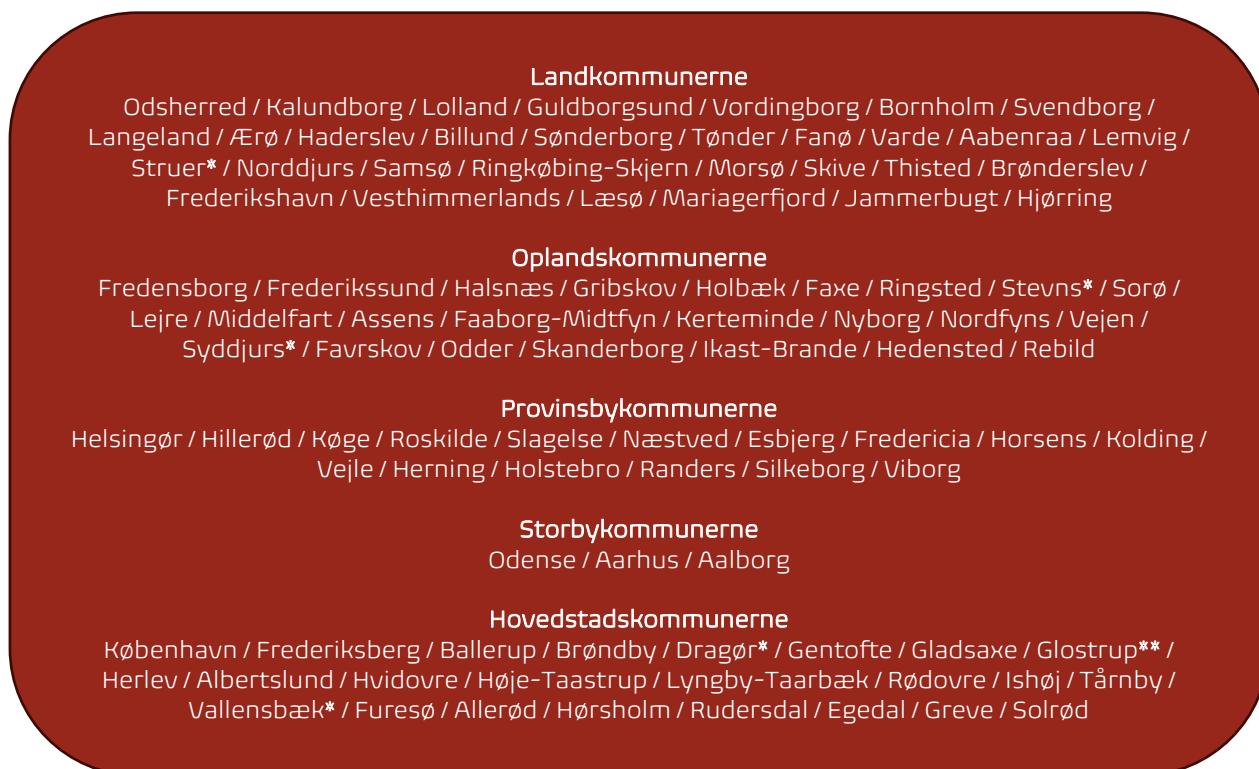 Landkommunerne
Odsherred / Kalundborg / Lolland / Guldborgsund / Vordingborg / Bornholm / Svendborg /
Langeland / Ærø / Haderslev / Billund / Sønderborg / Tønder / Fanø / Varde / Aabenraa / Lemvig /
Struer* / Norddjurs / Samsø / Ringkøbing-Skjern / Morsø / Skive / Thisted / Brønderslev /
Frederikshavn / Vesthimmerlands / Læsø / Mariagerfjord / Jammerbugt / Hjørring
Oplandskommunerne
Fredensborg / Frederikssund / Halsnæs / Gribskov / Holbæk / Faxe / Ringsted / Stevns* / Sorø /
Lejre / Middelfart / Assens / Faaborg-Midtfyn / Kerteminde / Nyborg / Nordfyns / Vejen /
Syddjurs* / Favrskov / Odder / Skanderborg / Ikast-Brande / Hedensted / Rebild
Provinsbykommunerne
Helsingør / Hillerød / Køge / Roskilde / Slagelse / Næstved / Esbjerg / Fredericia / Horsens / Kolding /
Vejle / Herning / Holstebro / Randers / Silkeborg / Viborg
Storbykommunerne
Odense / Aarhus / Aalborg
Hovedstadskommunerne
København / Frederiksberg / Ballerup / Brøndby / Dragør* / Gentofte / Gladsaxe / Glostrup** /
Herlev / Albertslund / Hvidovre / Høje-Taastrup / Lyngby-Taarbæk / Rødovre / Ishøj / Tårnby /
Vallensbæk* / Furesø / Allerød / Hørsholm / Rudersdal / Egedal / Greve / Solrød